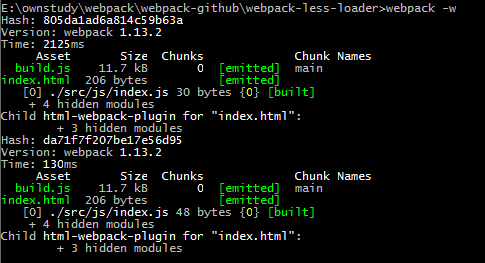 E:\ownstudy\webpack\webpack-github\webpack-less-loader>webpack -w
Hash: 805da1ad6a814c59b63a
Version: webpack 1.13.2
Time: 2125ms
Asset Size Chunks Chunk Names
build.js 11.7 kB 0 [emitted] main
index.html 206 bytes [emitted]
[0] ./src/js/index.js 30 bytes {0} [built]
+ 4 hidden modules
Child html-webpack-plugin for "index.html":
+ 3 hidden modules
Hash: da71f7f207be17e56d95
Version: webpack 1.13.2
Time: 130ms
Asset Size Chunks Chunk Names
build.js 11.7 kB 0 [emitted] main
index.html 206 bytes [emitted]
[0] ./src/js/index.js 48 bytes {0} [built]
+ 4 hidden modules
Child html-webpack-plugin for "index.html":
+ 3 hidden modules